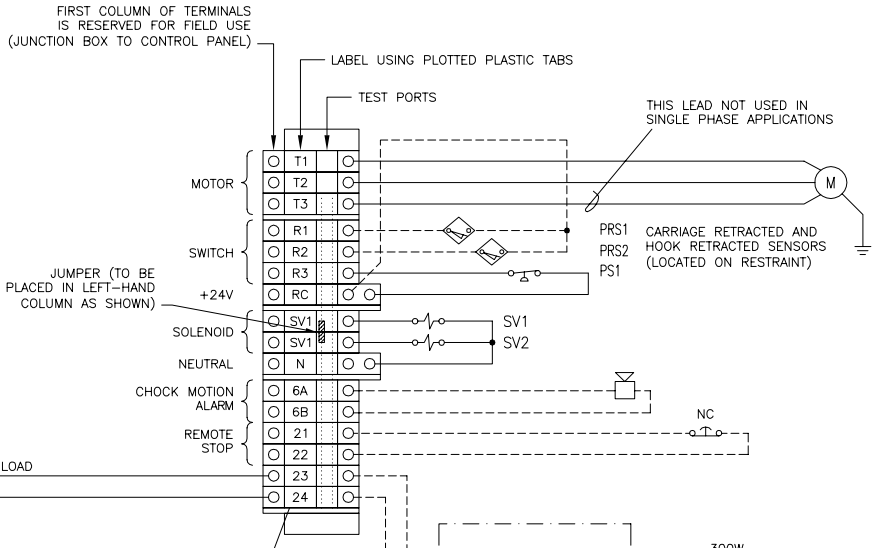 FIRST COLUMN OF TERMINALS
IS RESERVED FOR FIELD USE
(JUNCTION BOX TO CONTROL PANEL)
LABEL USING PLOTTED PLASTIC TABS
TEST PORTS
THIS LEAD NOT USED IN
SINGLE PHASE APPLICATIONS
MOTOR
T1
T2
T3
M
SWITCH
R1
R2
R3
PRS1
PRS2
PS1
CARRIAGE RETRACTED AND
HOOK RETRACTED SENSORS
(LOCATED ON RESTRAINT)
JUMPER (TO BE
PLACED IN LEFT-HAND
COLUMN AS SHOWN)
+24V
RC
SOLENOID
SV1
SV1
SV1
SV2
NEUTRAL
N
CHOCK MOTION
ALARM
6A
6B
REMOTE
STOP
21
22
NC
LOAD
23
24
300W